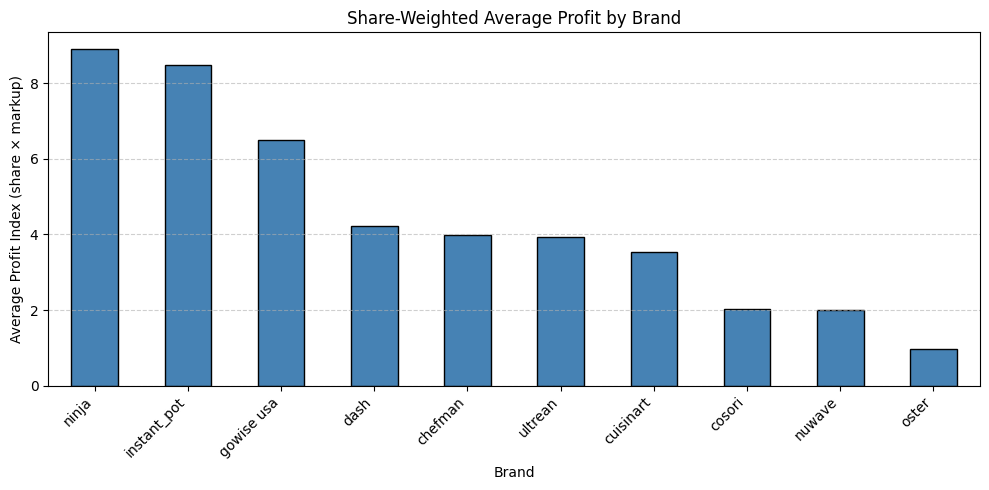 Share-Weighted Average Profit by Brand
Average Profit Index (share × markup)
8
6
4
2
0
ninja
instant_pot
gowise usa
dash
chefman
ultrean
cuisinart
cosori
nuwave
oster
Brand